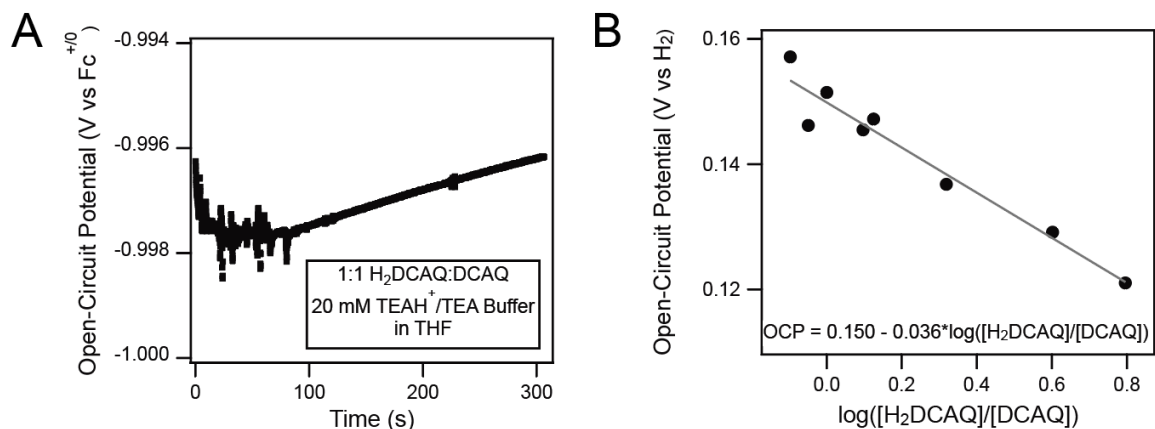 A
Open-Circuit Potential (V vs Fc⁺ᐟ⁰)
-0.994
-0.996
-0.998
-1.000
1:1 H₂DCAQ:DCAQ
20 mM TEAH⁺/TEA Buffer
in THF
0
100
200
300
Time (s)
B
Open-Circuit Potential (V vs H₂)
0.16
0.14
0.12
OCP = 0.150 - 0.036*log([H₂DCAQ]/[DCAQ])
0.0
0.2
0.4
0.6
0.8
log([H₂DCAQ]/[DCAQ])